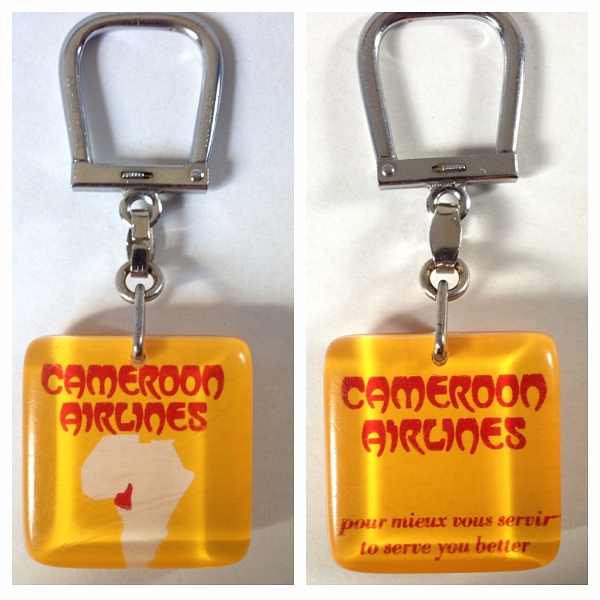 CAMEROON
AIRLINES
CAMEROON
AIRLINES
pour mieux vous servir
to serve you better